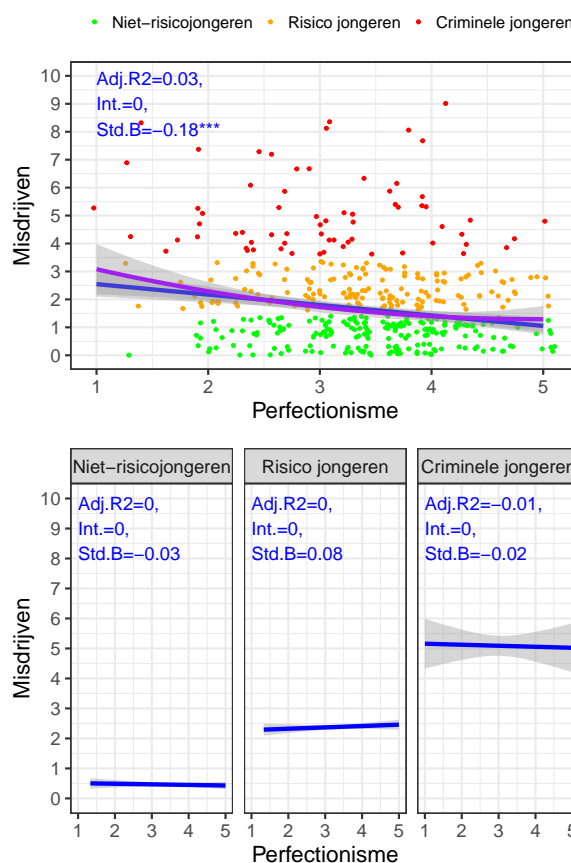 Niet−risicojongeren Risico jongeren Criminele jongeren
10
9
8
7
6
5
4
3
2
1
0
Misdrijven
Adj.R2=0.03,
Int.=0,
Std.B=−0.18***
1 2 3 4 5
Perfectionisme
Niet−risicojongeren Risico jongeren Criminele jongeren
10
9
8
7
6
5
4
3
2
1
0
Misdrijven
Adj.R2=0,
Int.=0,
Std.B=−0.03
Adj.R2=0,
Int.=0,
Std.B=0.08
Adj.R2=−0.01,
Int.=0,
Std.B=−0.02
1 2 3 4 5 1 2 3 4 5 1 2 3 4 5
Perfectionisme